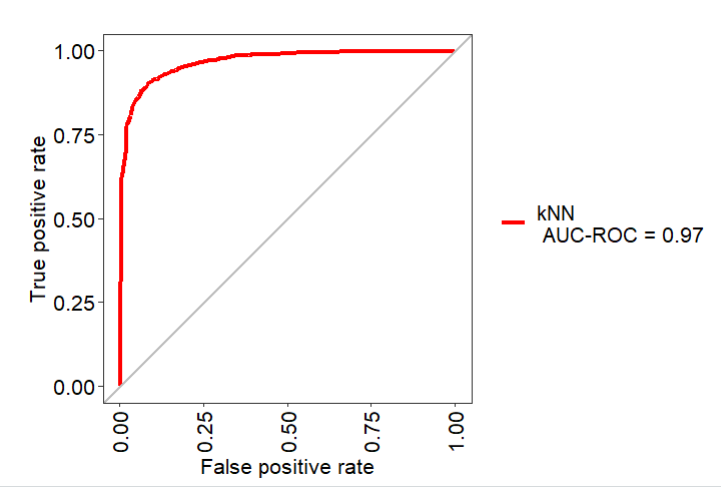 1.00
0.75
0.50
0.25
0.00
True positive rate
0.00 0.25 0.50 0.75 1.00
False positive rate
kNN
AUC-ROC = 0.97